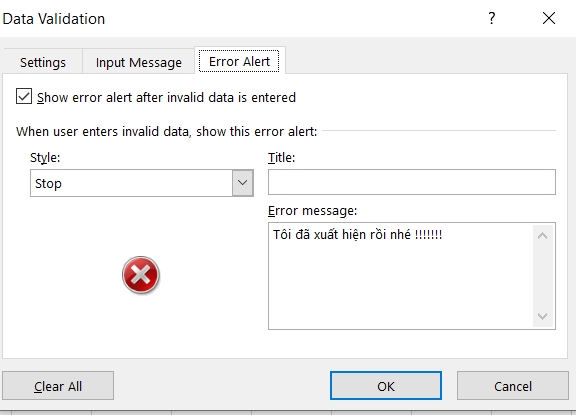 Data Validation
Settings
Input Message
Error Alert
Show error alert after invalid data is entered
When user enters invalid data, show this error alert:
Style:
Title:
Stop
Error message:
Tôi đã xuất hiện rồi nhé !!!!!!!
Clear All
OK
Cancel